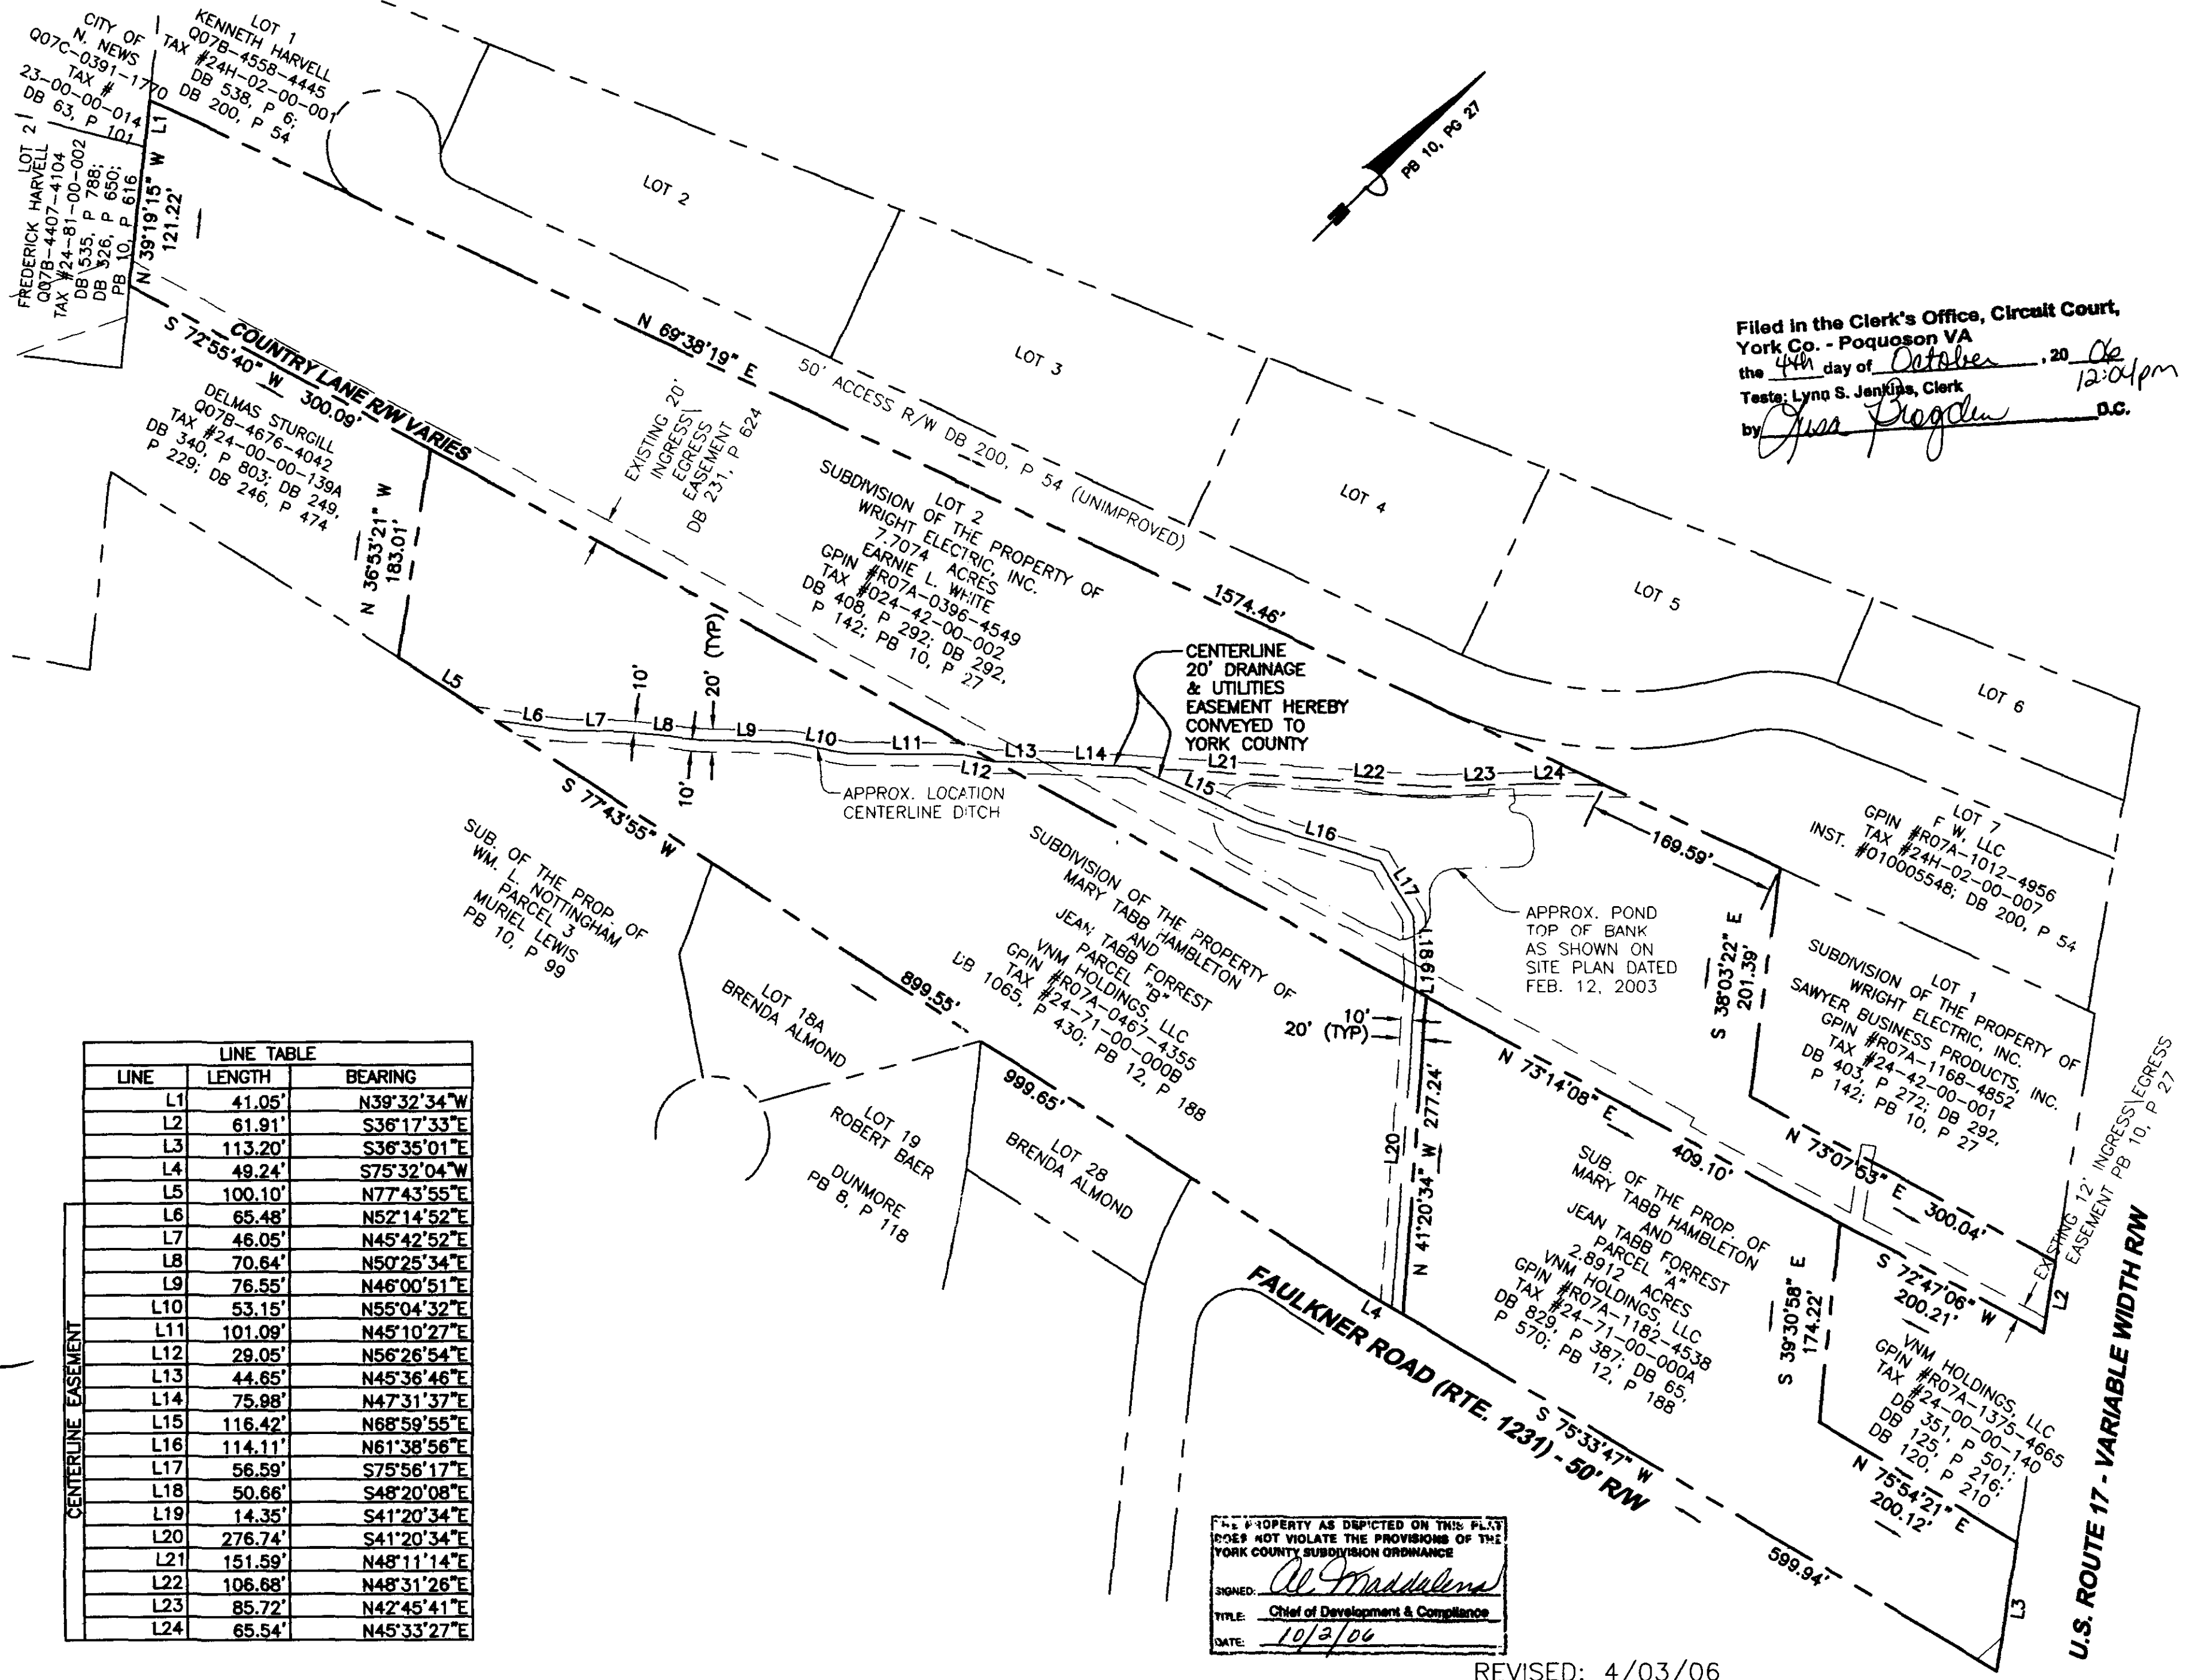 CITY OF
N. NEWS
Q07C-0391-1770
TAX #
23-00-00-014
DB 63, P 101
LOT 1
KENNETH HARVELL
Q07B-4558-4445
TAX #24H-02-00-001
DB 538, P 6;
DB 200, P 54
LOT 2
FREDERICK HARVELL
Q07B-4407-4104
TAX #24-81-00-002
DB 535, P 788;
DB 326, P 650;
PB 10, P 616
L1
N 39°19'15" W
121.22'
LOT 2
LOT 3
LOT 4
LOT 5
LOT 6
PB 10, PG 27
Filed in the Clerk's Office, Circuit Court,
York Co. - Poquoson VA
the 4th day of October, 20 06
12:04pm
Teste: Lynn S. Jenkins, Clerk
by D.C.
N 69°38'19" E
1574.46'
50' ACCESS R/W DB 200, P 54 (UNIMPROVED)
COUNTRY LANE R/W VARIES
S 72°55'40" W 300.09'
DELMAS STURGILL
Q07B-4676-4042
TAX #24-00-00-139A
DB 340, P 803; DB 249,
P 229; DB 246, P 474
N 36°53'21" W
183.01'
EXISTING 20'
INGRESS\
EGRESS
EASEMENT
DB 231, P 624
LOT 2
SUBDIVISION OF THE PROPERTY OF
WRIGHT ELECTRIC, INC.
7.7074 ACRES
EARNIE L. WHITE
GPIN #R07A-0396-4549
TAX #024-42-00-002
DB 408, P 292; DB 292,
P 142; PB 10, P 27
CENTERLINE
20' DRAINAGE
& UTILITIES
EASEMENT HEREBY
CONVEYED TO
YORK COUNTY
L5
L6
L7
10'
L8
20' (TYP)
L9
L10
L11
L12
L13
L14
L21
L15
L22
L23
L24
L16
L17
L18
L19
10'
APPROX. LOCATION
CENTERLINE DITCH
S 77°43'55" W
899.55'
169.59'
APPROX. POND
TOP OF BANK
AS SHOWN ON
SITE PLAN DATED
FEB. 12, 2003
LOT 7
F W, LLC
GPIN #R07A-1012-4956
TAX #24H-02-00-007
INST. #010005548; DB 200, P 54
S 38°03'22" E
201.39'
LOT 1
SUBDIVISION OF THE PROPERTY OF
WRIGHT ELECTRIC, INC.
SAWYER BUSINESS PRODUCTS, INC.
GPIN #R07A-1168-4852
TAX #24-42-00-001
DB 403, P 272; DB 292,
P 142; PB 10, P 27
SUB. OF THE PROP. OF
WM. L. NOTTINGHAM
PARCEL 3
MURIEL LEWIS
PB 10, P 99
SUBDIVISION OF THE PROPERTY OF
MARY TABB HAMBLETON
AND
JEAN TABB FORREST
PARCEL "B"
VNM HOLDINGS, LLC
GPIN #R07A-0467-4355
TAX #24-71-00-000B
DB 1065, P 430; PB 12, P 188
LOT 18A
BRENDA ALMOND
LOT 19
ROBERT BAER
DUNMORE
PB 8, P 118
LOT 28
BRENDA ALMOND
999.65'
10'
20' (TYP)
L20
N 41°20'34" W 277.24'
L4
N 73°14'08" E
409.10'
N 73°07'53" E
300.04'
S 72°47'06" W
200.21'
EXISTING 12' INGRESS\EGRESS
EASEMENT PB 10, P 27
L2
SUB. OF THE PROP. OF
MARY TABB HAMBLETON
AND
JEAN TABB FORREST
PARCEL "A"
2.8912 ACRES
VNM HOLDINGS, LLC
GPIN #R07A-1182-4538
TAX #24-71-00-000A
DB 829, P 387; DB 65,
P 570; PB 12, P 188
S 39°30'58" E
174.22'
VNM HOLDINGS, LLC
GPIN #R07A-1375-4665
TAX #24-00-00-140
DB 351, P 501;
DB 125, P 216;
DB 120, P 210
N 75°54'21" E
200.12'
L3
U.S. ROUTE 17 - VARIABLE WIDTH R/W
FAULKNER ROAD (RTE. 1231) - 50' R/W
S 75°33'47" W
599.94'
LINE TABLE
LINE LENGTH BEARING
L1 41.05' N39°32'34"W
L2 61.91' S36°17'33"E
L3 113.20' S36°35'01"E
L4 49.24' S75°32'04"W
L5 100.10' N77°43'55"E
CENTERLINE EASEMENT
L6 65.48' N52°14'52"E
L7 46.05' N45°42'52"E
L8 70.64' N50°25'34"E
L9 76.55' N46°00'51"E
L10 53.15' N55°04'32"E
L11 101.09' N45°10'27"E
L12 29.05' N56°26'54"E
L13 44.65' N45°36'46"E
L14 75.98' N47°31'37"E
L15 116.42' N68°59'55"E
L16 114.11' N61°38'56"E
L17 56.59' S75°56'17"E
L18 50.66' S48°20'08"E
L19 14.35' S41°20'34"E
L20 276.74' S41°20'34"E
L21 151.59' N48°11'14"E
L22 106.68' N48°31'26"E
L23 85.72' N42°45'41"E
L24 65.54' N45°33'27"E
THE PROPERTY AS DEPICTED ON THIS PLAT
DOES NOT VIOLATE THE PROVISIONS OF THE
YORK COUNTY SUBDIVISION ORDINANCE
SIGNED: Al Maddalena
TITLE: Chief of Development & Compliance
DATE: 10/2/06
REVISED: 4/03/06